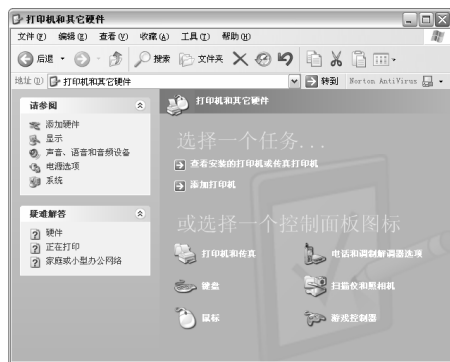 打印机和其它硬件
文件(F) 编辑(E) 查看(V) 收藏(A) 工具(T) 帮助(H)
后退 搜索 文件夹
地址(D) 打印机和其它硬件 转到 Norton AntiVirus
请参阅
添加硬件
显示
声音、语音和音频设备
电源选项
系统
疑难解答
硬件
正在打印
家庭或小型办公网络
打印机和其它硬件
选择一个任务...
查看安装的打印机或传真打印机
添加打印机
或选择一个控制面板图标
打印机和传真 电话和调制解调器选项
键盘 扫描仪和照相机
鼠标 游戏控制器